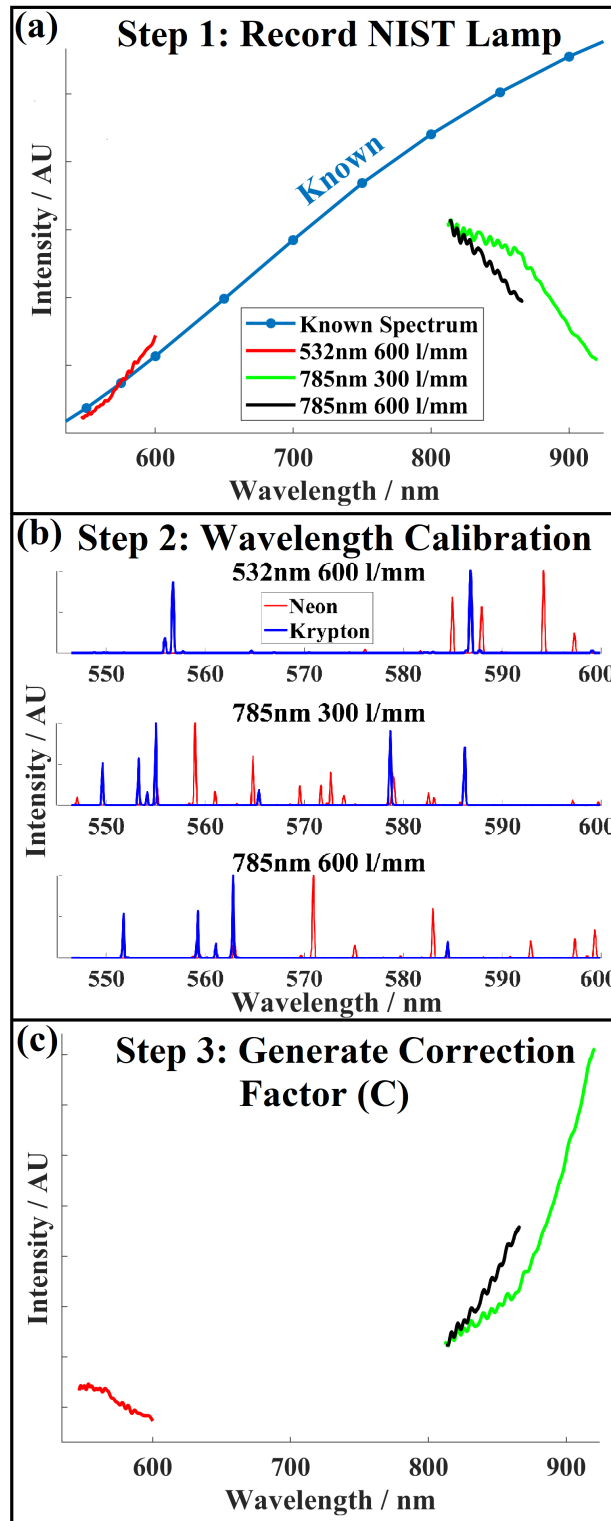 (a)
Step 1: Record NIST Lamp
Intensity / AU
Known
Known Spectrum
532nm 600 l/mm
785nm 300 l/mm
785nm 600 l/mm
600 700 800 900
Wavelength / nm
(b)
Step 2: Wavelength Calibration
532nm 600 l/mm
Neon
Krypton
550 560 570 580 590 600
785nm 300 l/mm
Intensity / AU
550 560 570 580 590 600
785nm 600 l/mm
550 560 570 580 590 600
Wavelength / nm
(c)
Step 3: Generate Correction
Factor (C)
Intensity / AU
600 700 800 900
Wavelength / nm